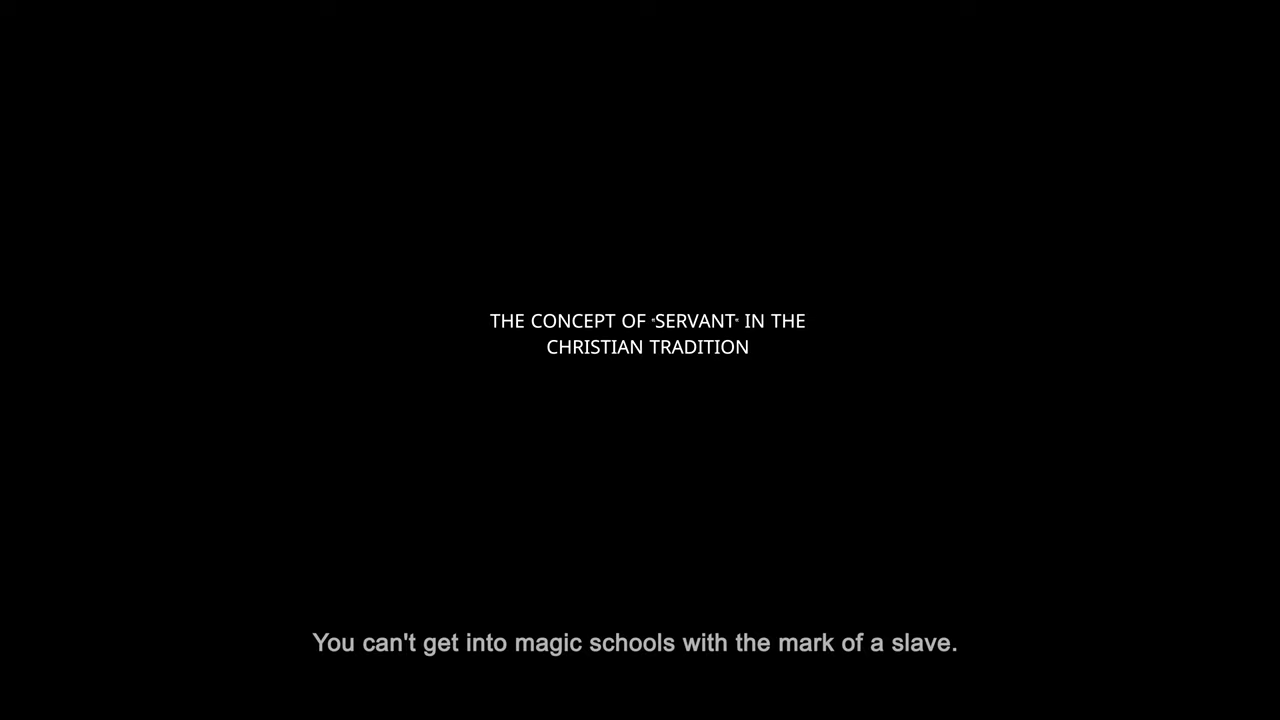 THE CONCEPT OF "SERVANT" IN THE
CHRISTIAN TRADITION
You can't get into magic schools with the mark of a slave.